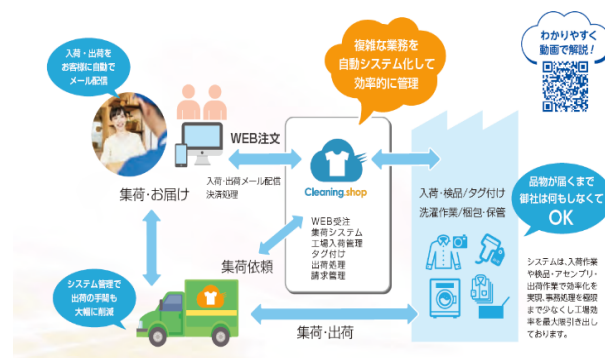 入荷・出荷を
お客様に自動で
メール配信
複雑な業務を
自動システム化して
効率的に管理
わかりやすく
動画で解説！
WEB注文
入荷・出荷メール配信
決済処理
集荷・お届け
Cleaning.shop
WEB受注
集荷システム
工場入荷管理
タグ付け
出荷処理
請求管理
入荷・検品/タグ付け
洗濯作業/梱包・保管
品物が届くまで
御社は何もしなくて
OK
システムは、入荷作業
や検品・アセンブリ・
出荷作業で効率化を
実現。事務処理を極限
まで少なくし工場効
率を最大限引き出し
ております。
集荷依頼
システム管理で
出荷の手間も
大幅に削減
集荷・出荷